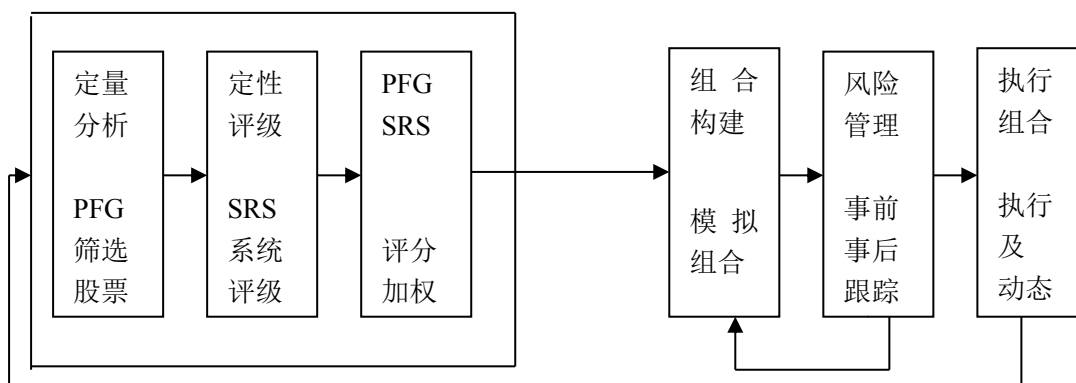 定量
分析
PFG
筛选
股票
定性
评级
SRS
系统
评级
PFG
SRS
评分
加权
组 合
构建
模 拟
组合
风险
管理
事前
事后
跟踪
执行
组合
执行
及
动态